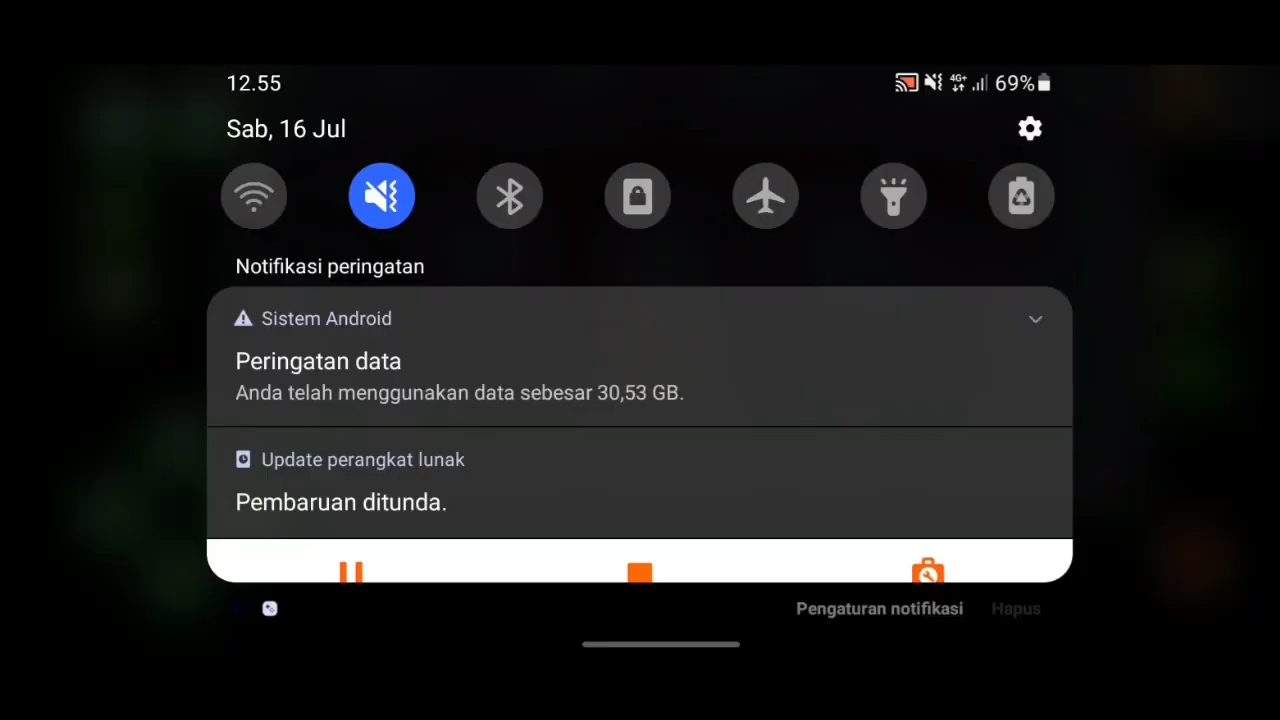 12.55
4G+ 69%
Sab, 16 Jul
Notifikasi peringatan
Sistem Android
Peringatan data
Anda telah menggunakan data sebesar 30,53 GB.
Update perangkat lunak
Pembaruan ditunda.
Pengaturan notifikasi Hapus